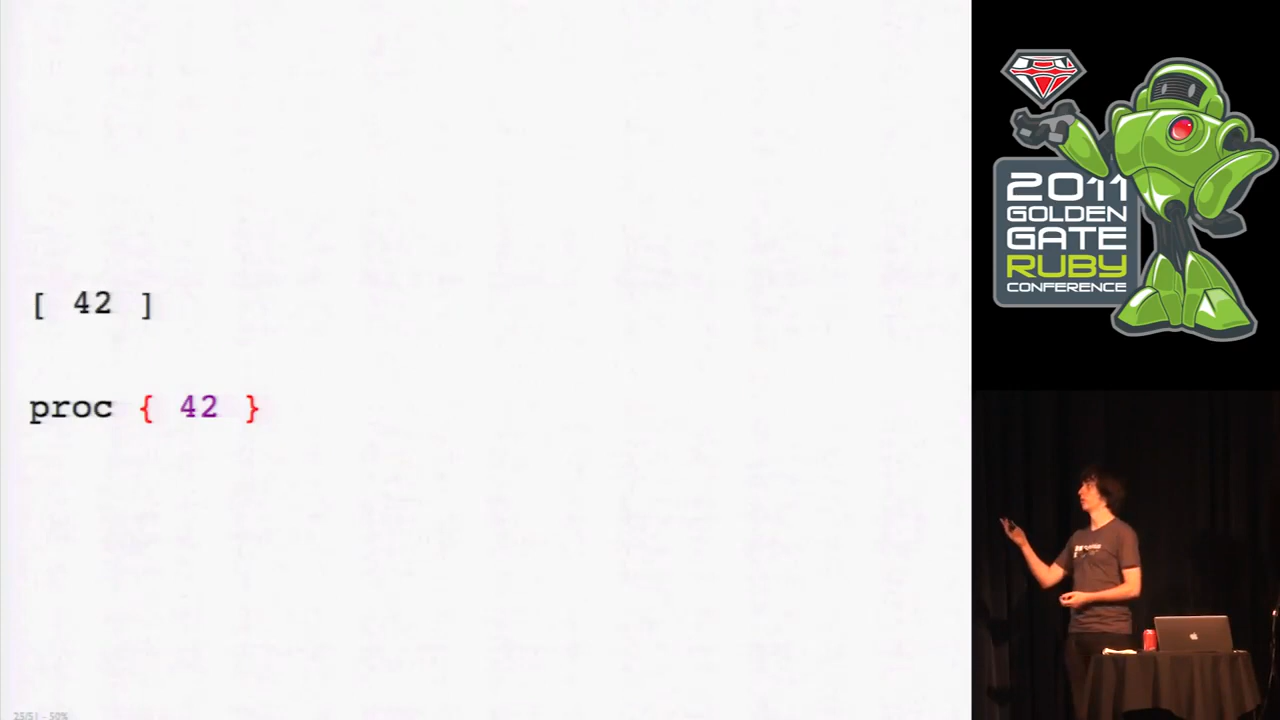 [ 42 ]
proc { 42 }
2011
GOLDEN
GATE
RUBY
CONFERENCE